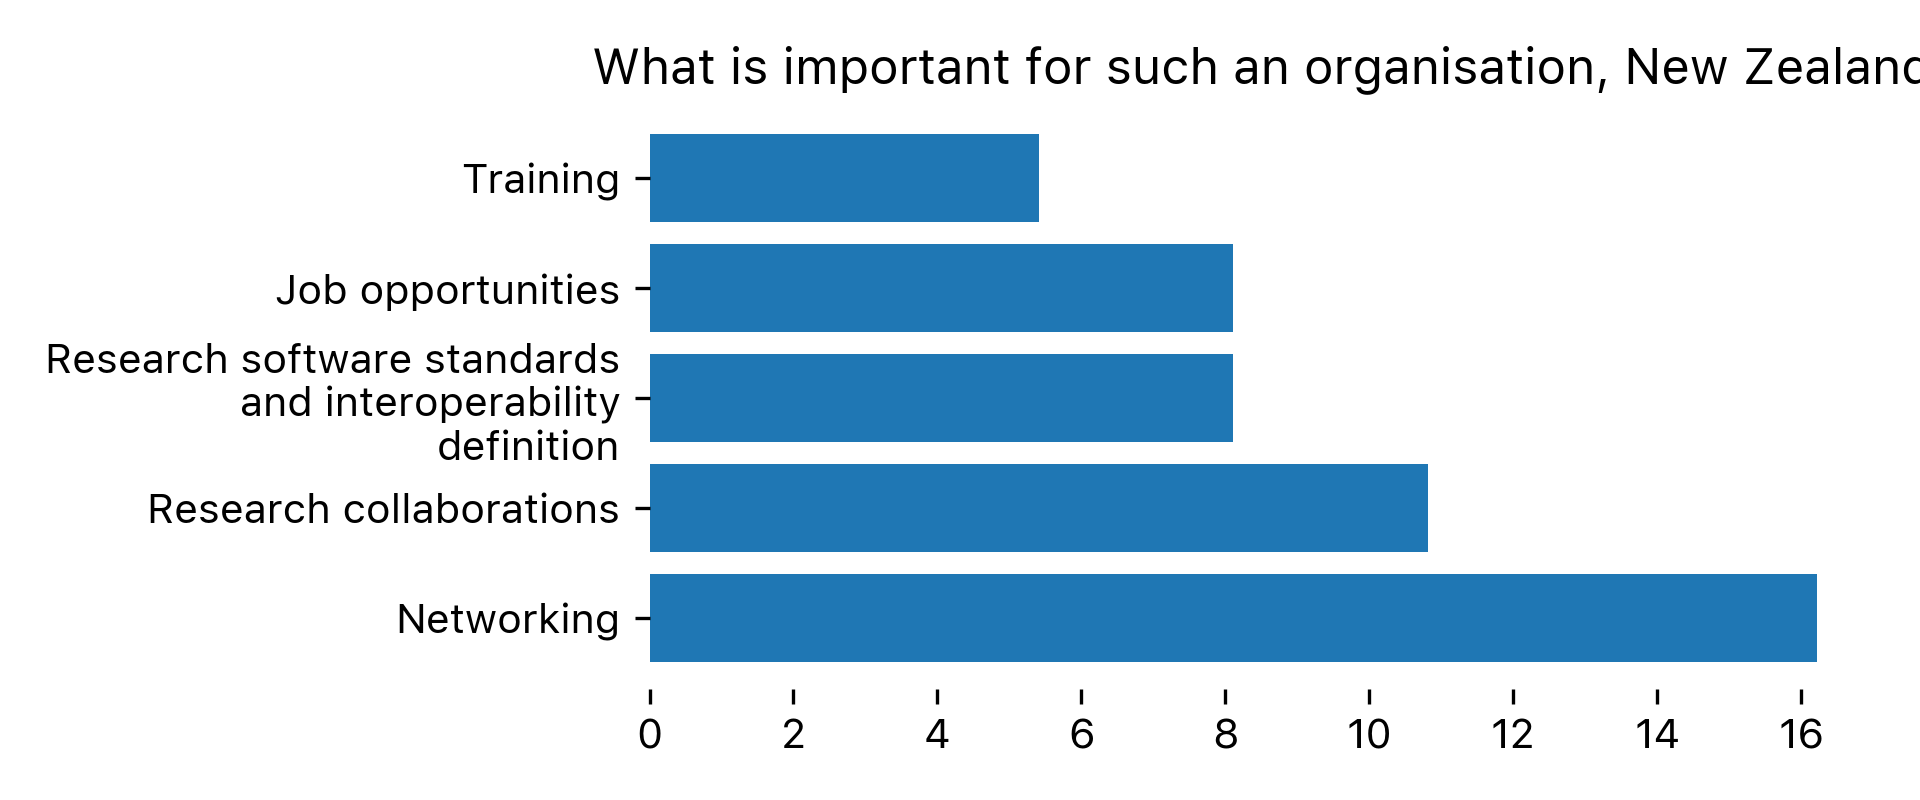 What is important for such an organisation, New Zealand
Training
Job opportunities
Research software standards
and interoperability
definition
Research collaborations
Networking
0 2 4 6 8 10 12 14 16